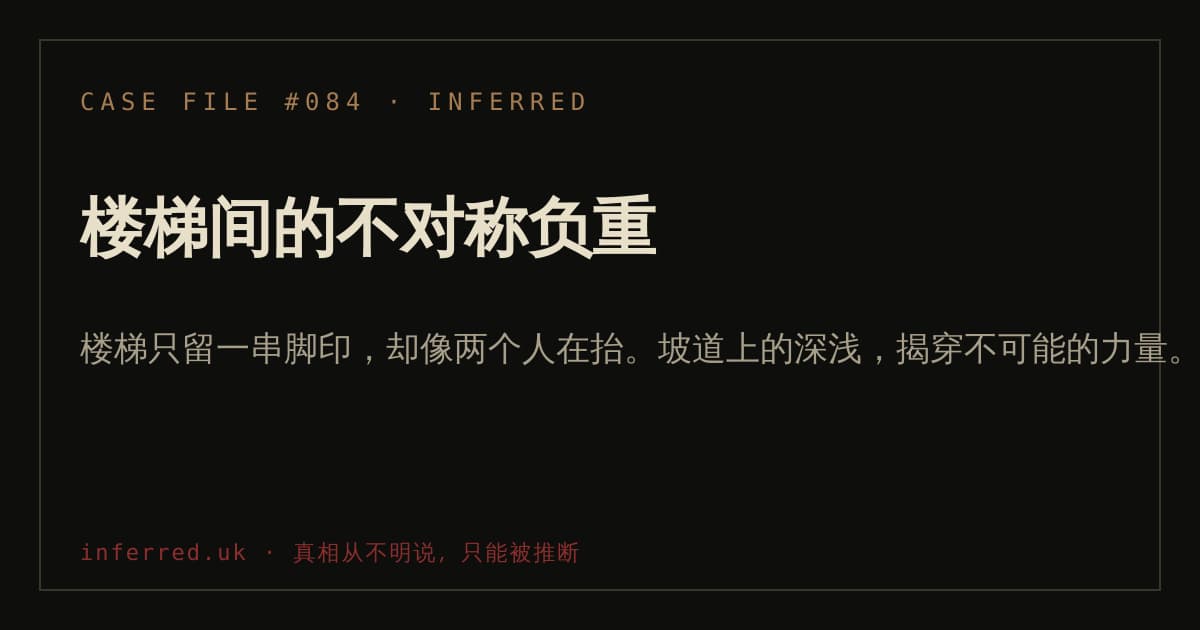 CASE FILE #084 · INFERRED
楼梯间的不对称负重
楼梯只留一串脚印，却像两个人在抬。坡道上的深浅，揭穿不可能的力量。
inferred.uk · 真相从不明说，只能被推断